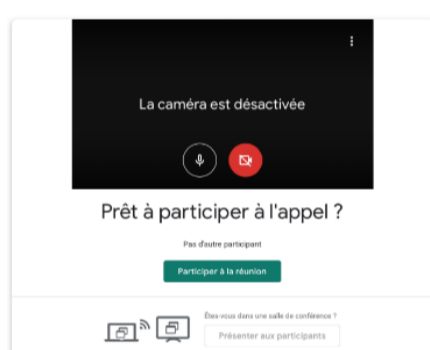 La caméra est désactivée
Prêt à participer à l'appel ?
Pas d'autre participant
Participer à la réunion
Êtes-vous dans une salle de conférence ?
Présenter aux participants